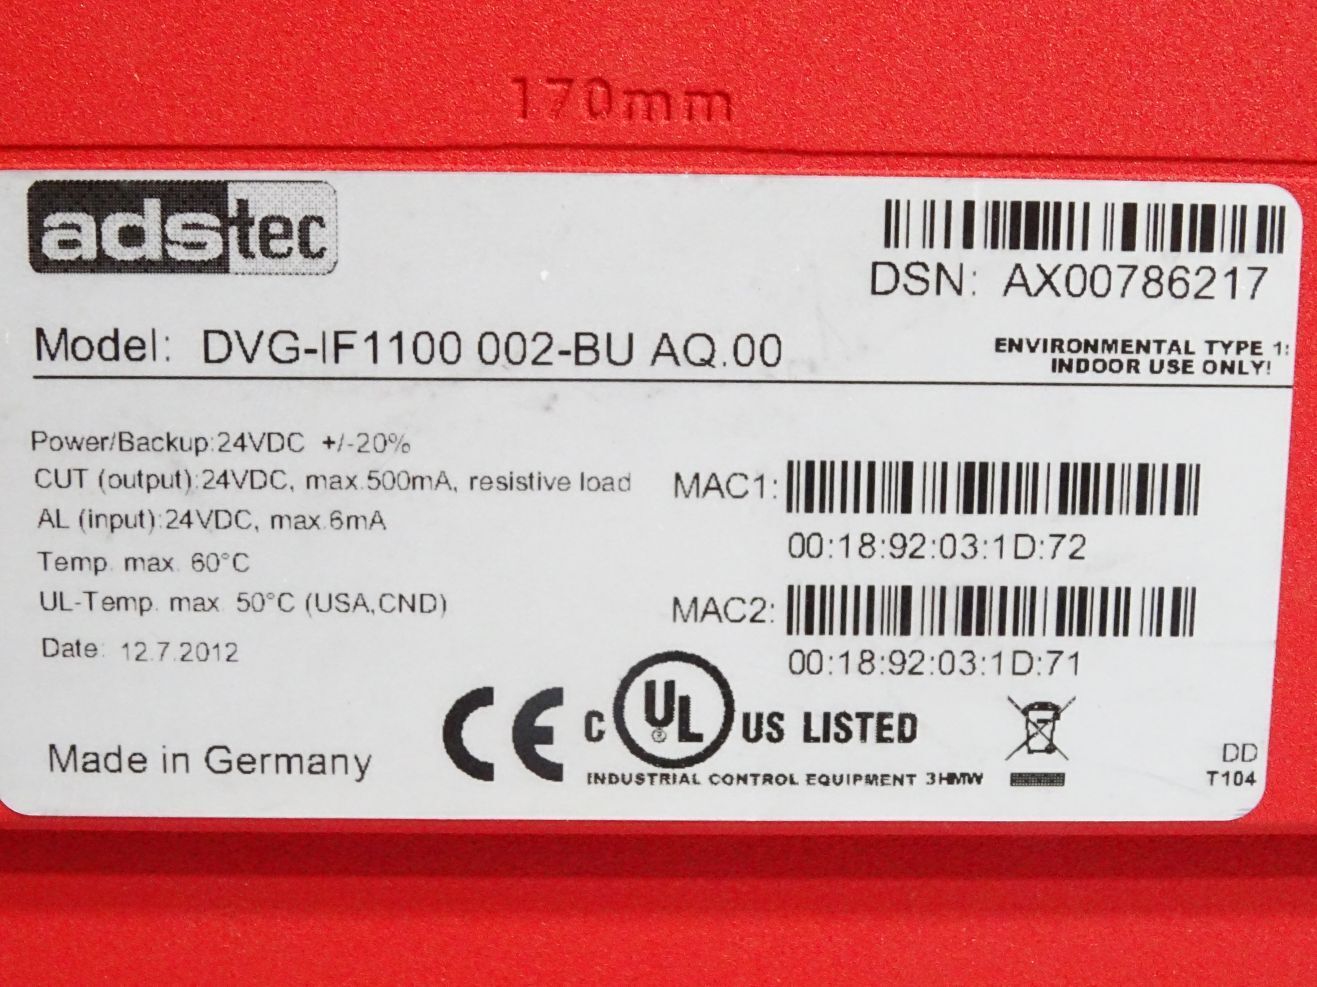 170mm
adstec
DSN: AX00786217
Model: DVG-IF1100 002-BU AQ.00
ENVIRONMENTAL TYPE 1:
INDOOR USE ONLY!
Power/Backup:24VDC +/-20%
CUT (output):24VDC, max.500mA, resistive load
AL (input):24VDC, max.6mA
Temp. max. 60°C
UL-Temp. max. 50°C (USA,CND)
Date: 12.7.2012
MAC1:
00:18:92:03:1D:72
MAC2:
00:18:92:03:1D:71
Made in Germany
CE
C UL ® US LISTED
INDUSTRIAL CONTROL EQUIPMENT 3HMW
DD
T104